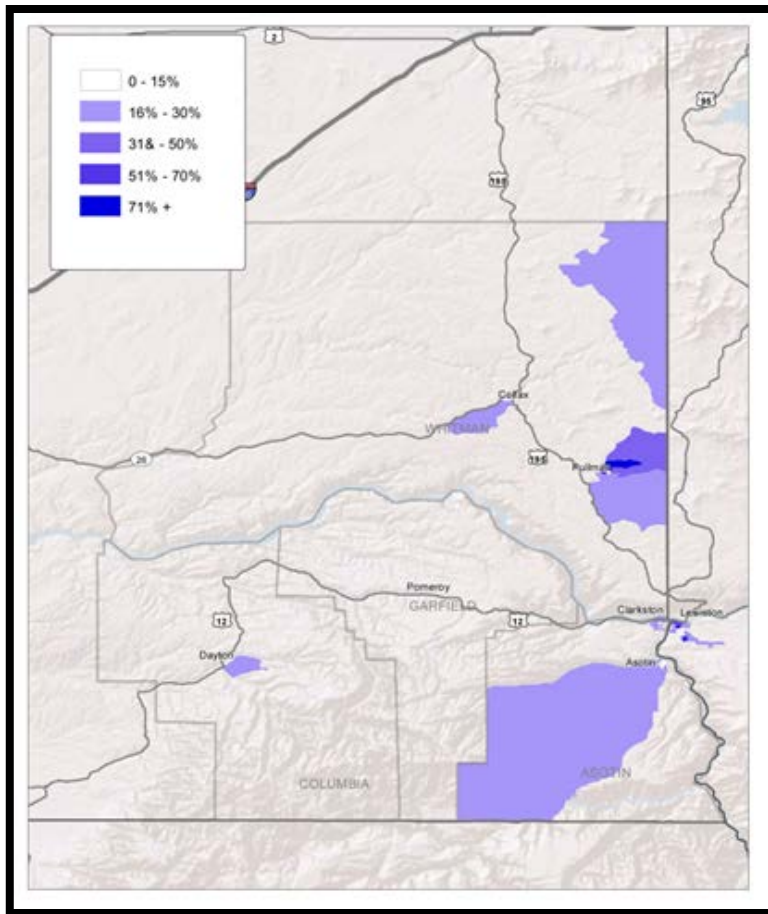 2
0 - 15%
16% - 30%
31& - 50%
51% - 70%
71% +
95
195
Colfax
WHITMAN
26
195
Pullman
Pomeroy
GARFIELD
12
12
Clarkston
Lewiston
Dayton
Asotin
COLUMBIA
ASOTIN